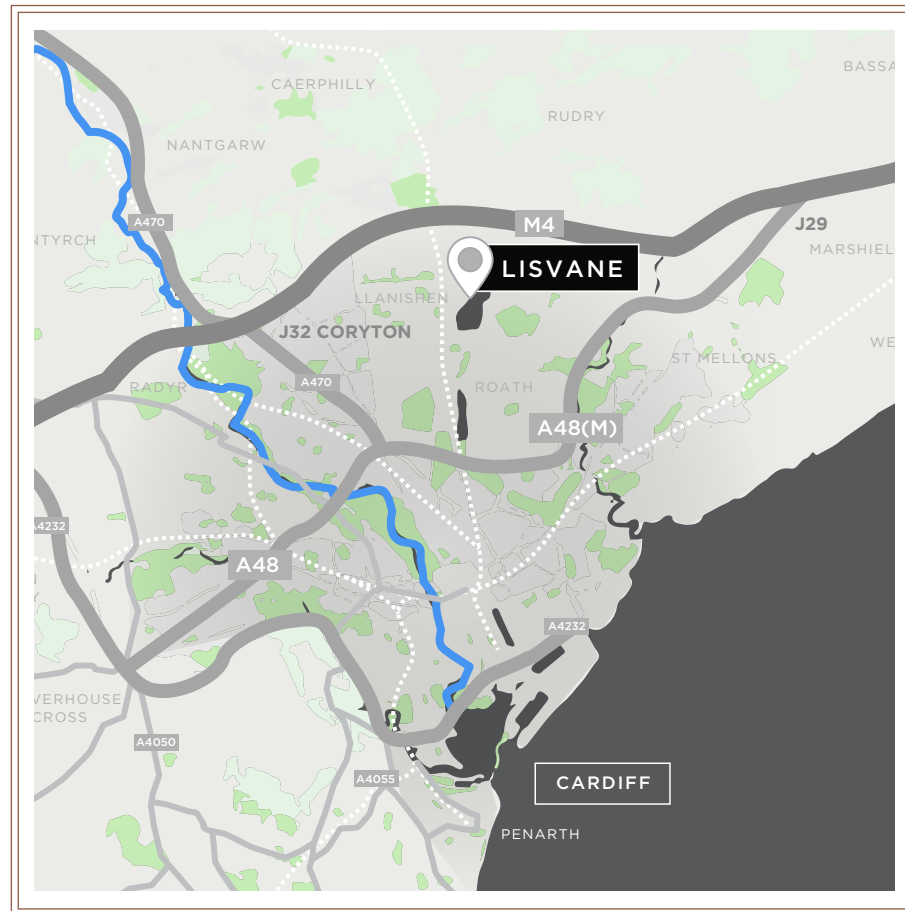 CAERPHILLY
BASSA
RUDRY
NANTGARW
A470
M4
J29
NTYRCH
MARSHIEL
LISVANE
LLANISHEN
J32 CORYTON
WE
ST MELLONS
A470
RADYR
ROATH
A48(M)
A4232
A48
A4232
VERHOUSE
CROSS
A4050
A4055
CARDIFF
PENARTH